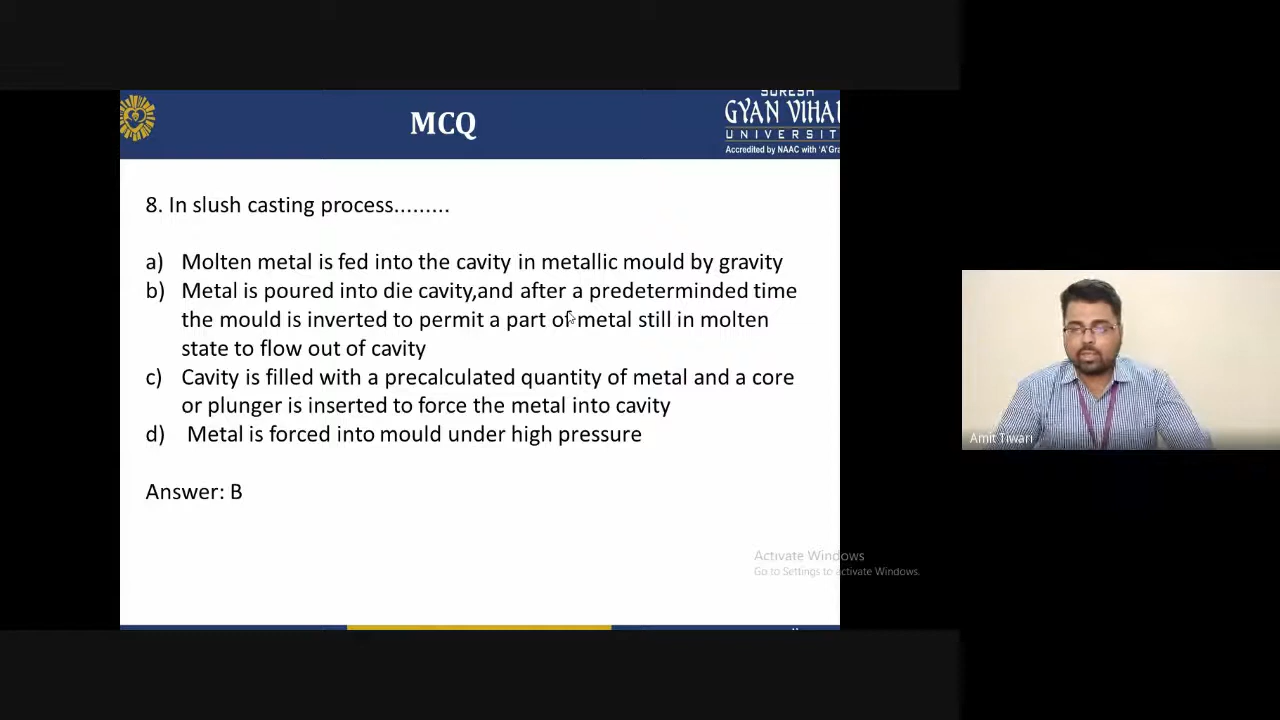 MCQ
SURESH
GYAN VIHA
UNIVERSIT
Accredited by NAAC with 'A' Gra
8. In slush casting process.........
a) Molten metal is fed into the cavity in metallic mould by gravity
b) Metal is poured into die cavity,and after a predeterminded time
the mould is inverted to permit a part of metal still in molten
state to flow out of cavity
c) Cavity is filled with a precalculated quantity of metal and a core
or plunger is inserted to force the metal into cavity
d) Metal is forced into mould under high pressure
Answer: B
Amit Tiwari
Activate Windows
Go to Settings to activate Windows.